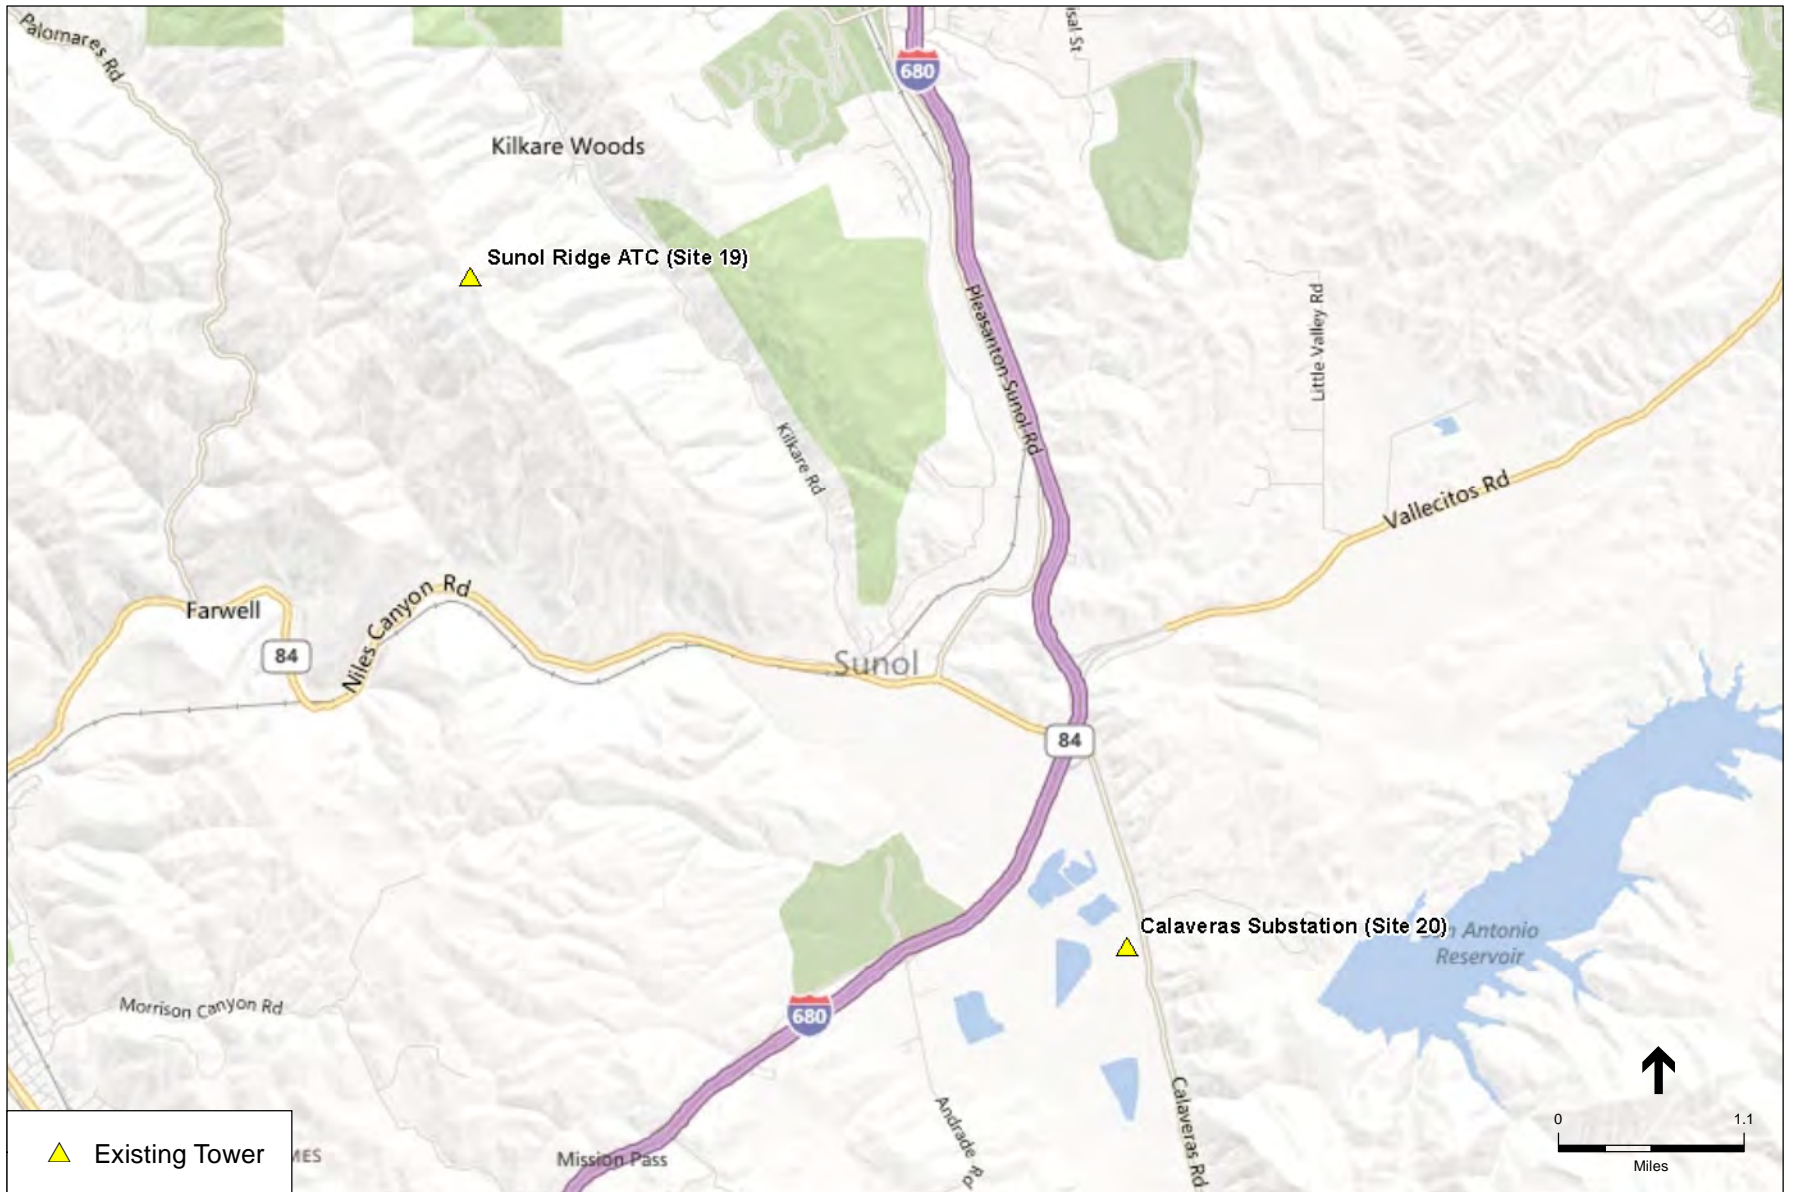 Palomares Rd
isal St
680
Kilkare Woods
Sunol Ridge ATC (Site 19)
Pleasanton Sunol Rd
Little Valley Rd
Kilkare Rd
Vallecitos Rd
Niles Canyon Rd
Farwell
84
Sunol
84
Calaveras Substation (Site 20)
Antonio
Reservoir
Morrison Canyon Rd
680
Calaveras Rd
Andrade
Mission Pass
MES
Existing Tower
0 1.1
Miles